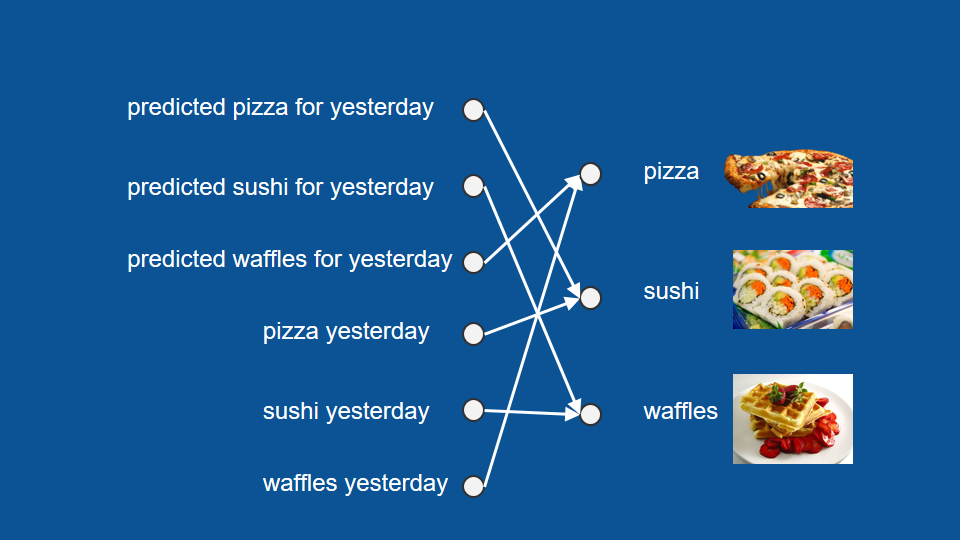 predicted pizza for yesterday
predicted sushi for yesterday
predicted waffles for yesterday
pizza yesterday
sushi yesterday
waffles yesterday
pizza
sushi
waffles